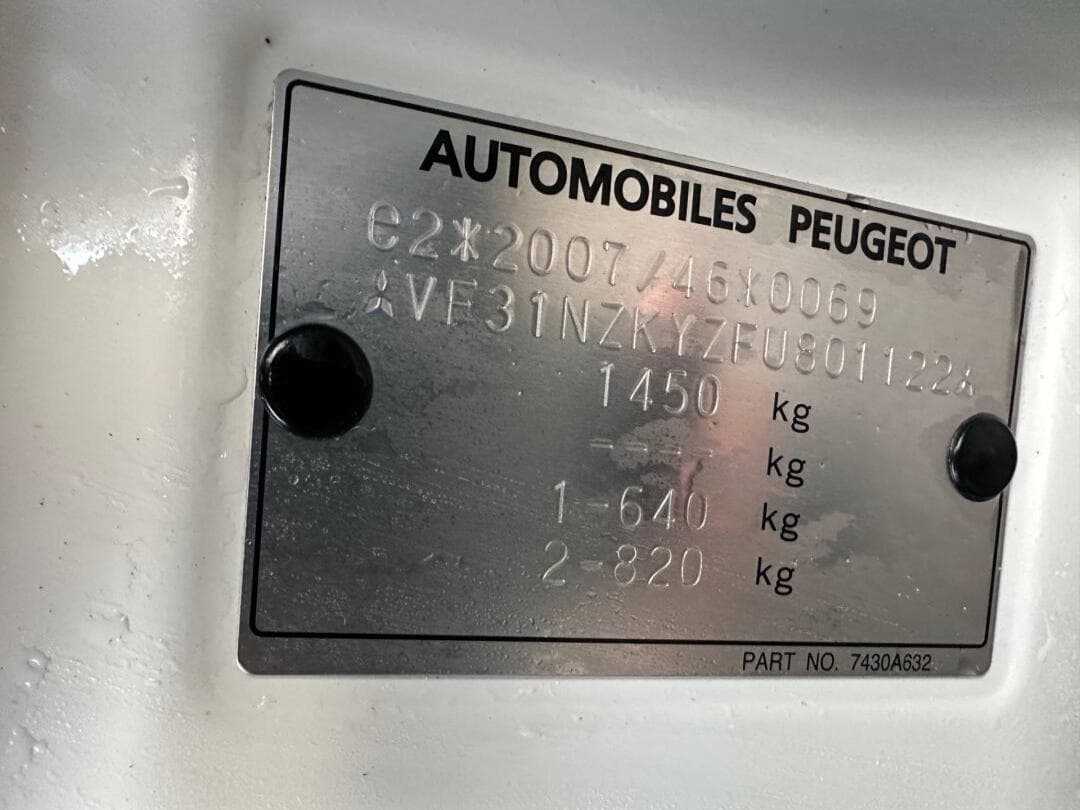 AUTOMOBILES PEUGEOT
e2*2007/46*0069
VF31NZKYZFU801122
1450 kg
---- kg
1-640 kg
2-820 kg
PART NO. 7430A632